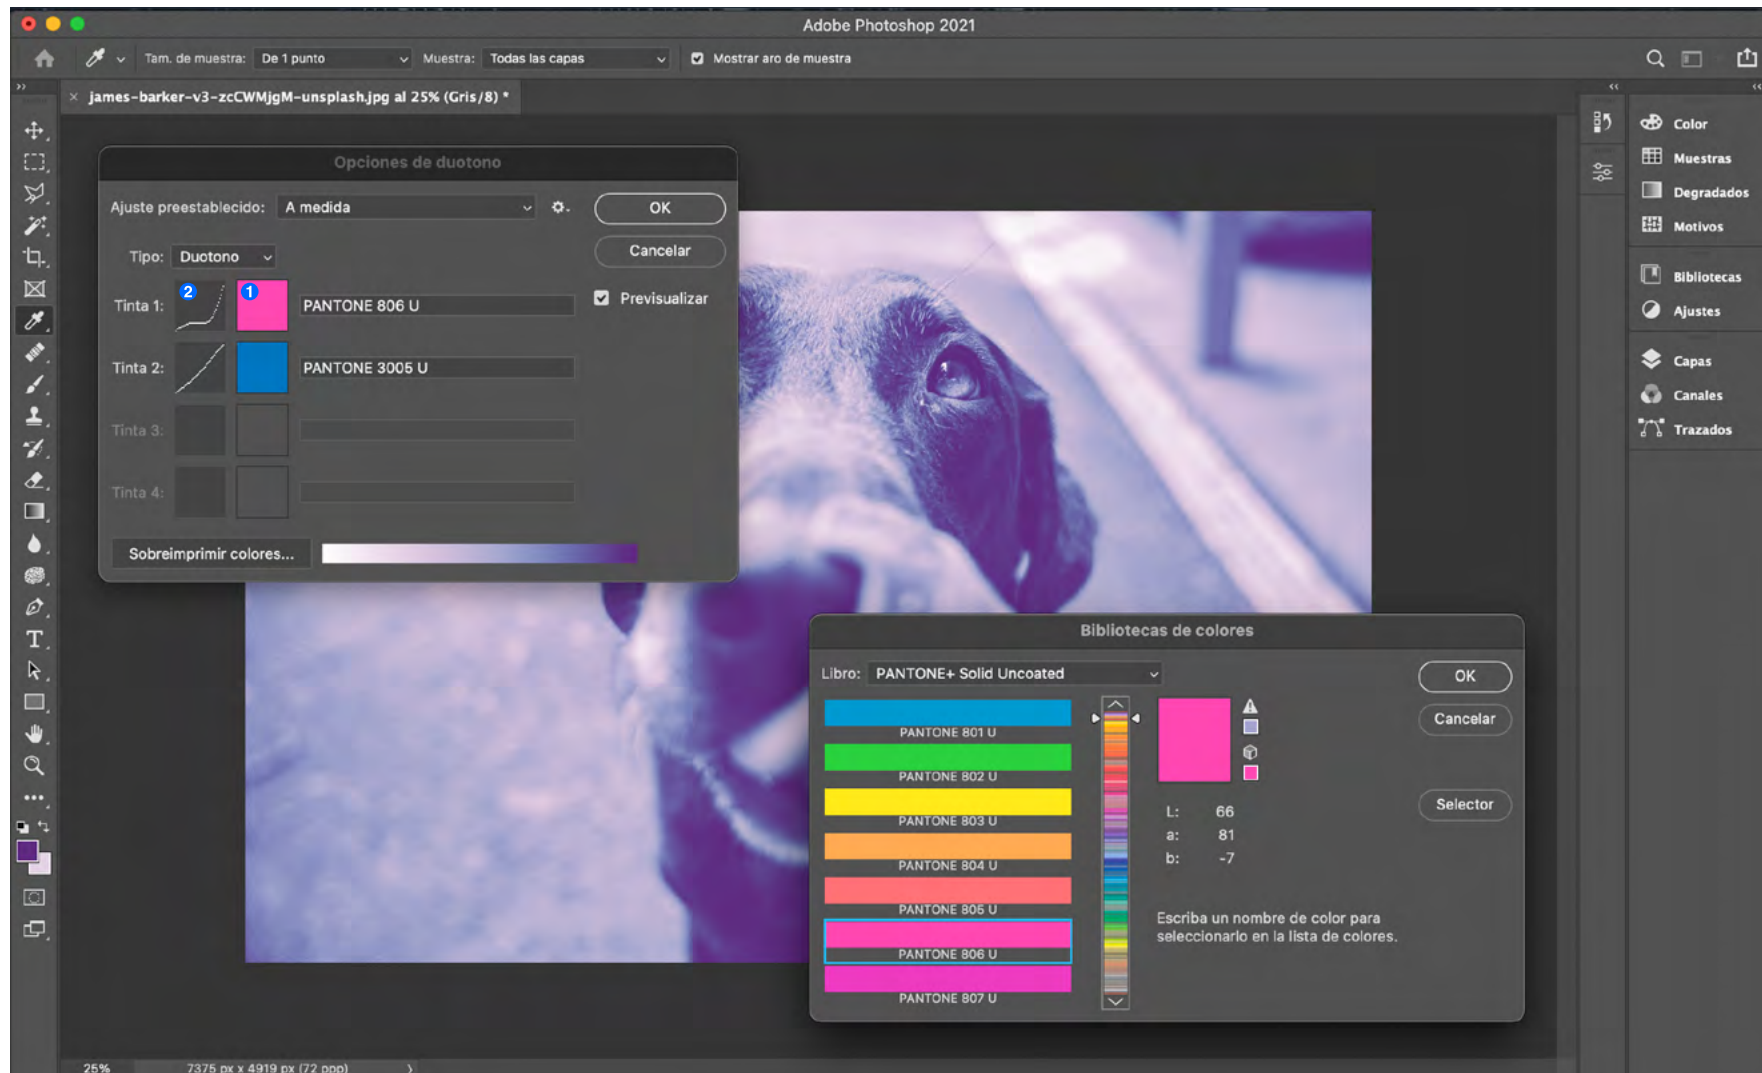 Adobe Photoshop 2021
Tam. de muestra: De 1 punto Muestra: Todas las capas Mostrar aro de muestra
× james-barker-v3-zcCWMjgM-unsplash.jpg al 25% (Gris/8) *
Opciones de duotono
Ajuste preestablecido: A medida
OK
Cancelar
Tipo: Duotono
Previsualizar
Tinta 1: 2 1 PANTONE 806 U
Tinta 2: PANTONE 3005 U
Tinta 3:
Tinta 4:
Sobreimprimir colores...
Color
Muestras
Degradados
Motivos
Bibliotecas
Ajustes
Capas
Canales
Trazados
Bibliotecas de colores
Libro: PANTONE+ Solid Uncoated
OK
Cancelar
Selector
PANTONE 801 U
PANTONE 802 U
PANTONE 803 U
PANTONE 804 U
PANTONE 805 U
PANTONE 806 U
PANTONE 807 U
L: 66
a: 81
b: -7
Escriba un nombre de color para
seleccionarlo en la lista de colores.
25% 7375 px x 4919 px (72 ppp)